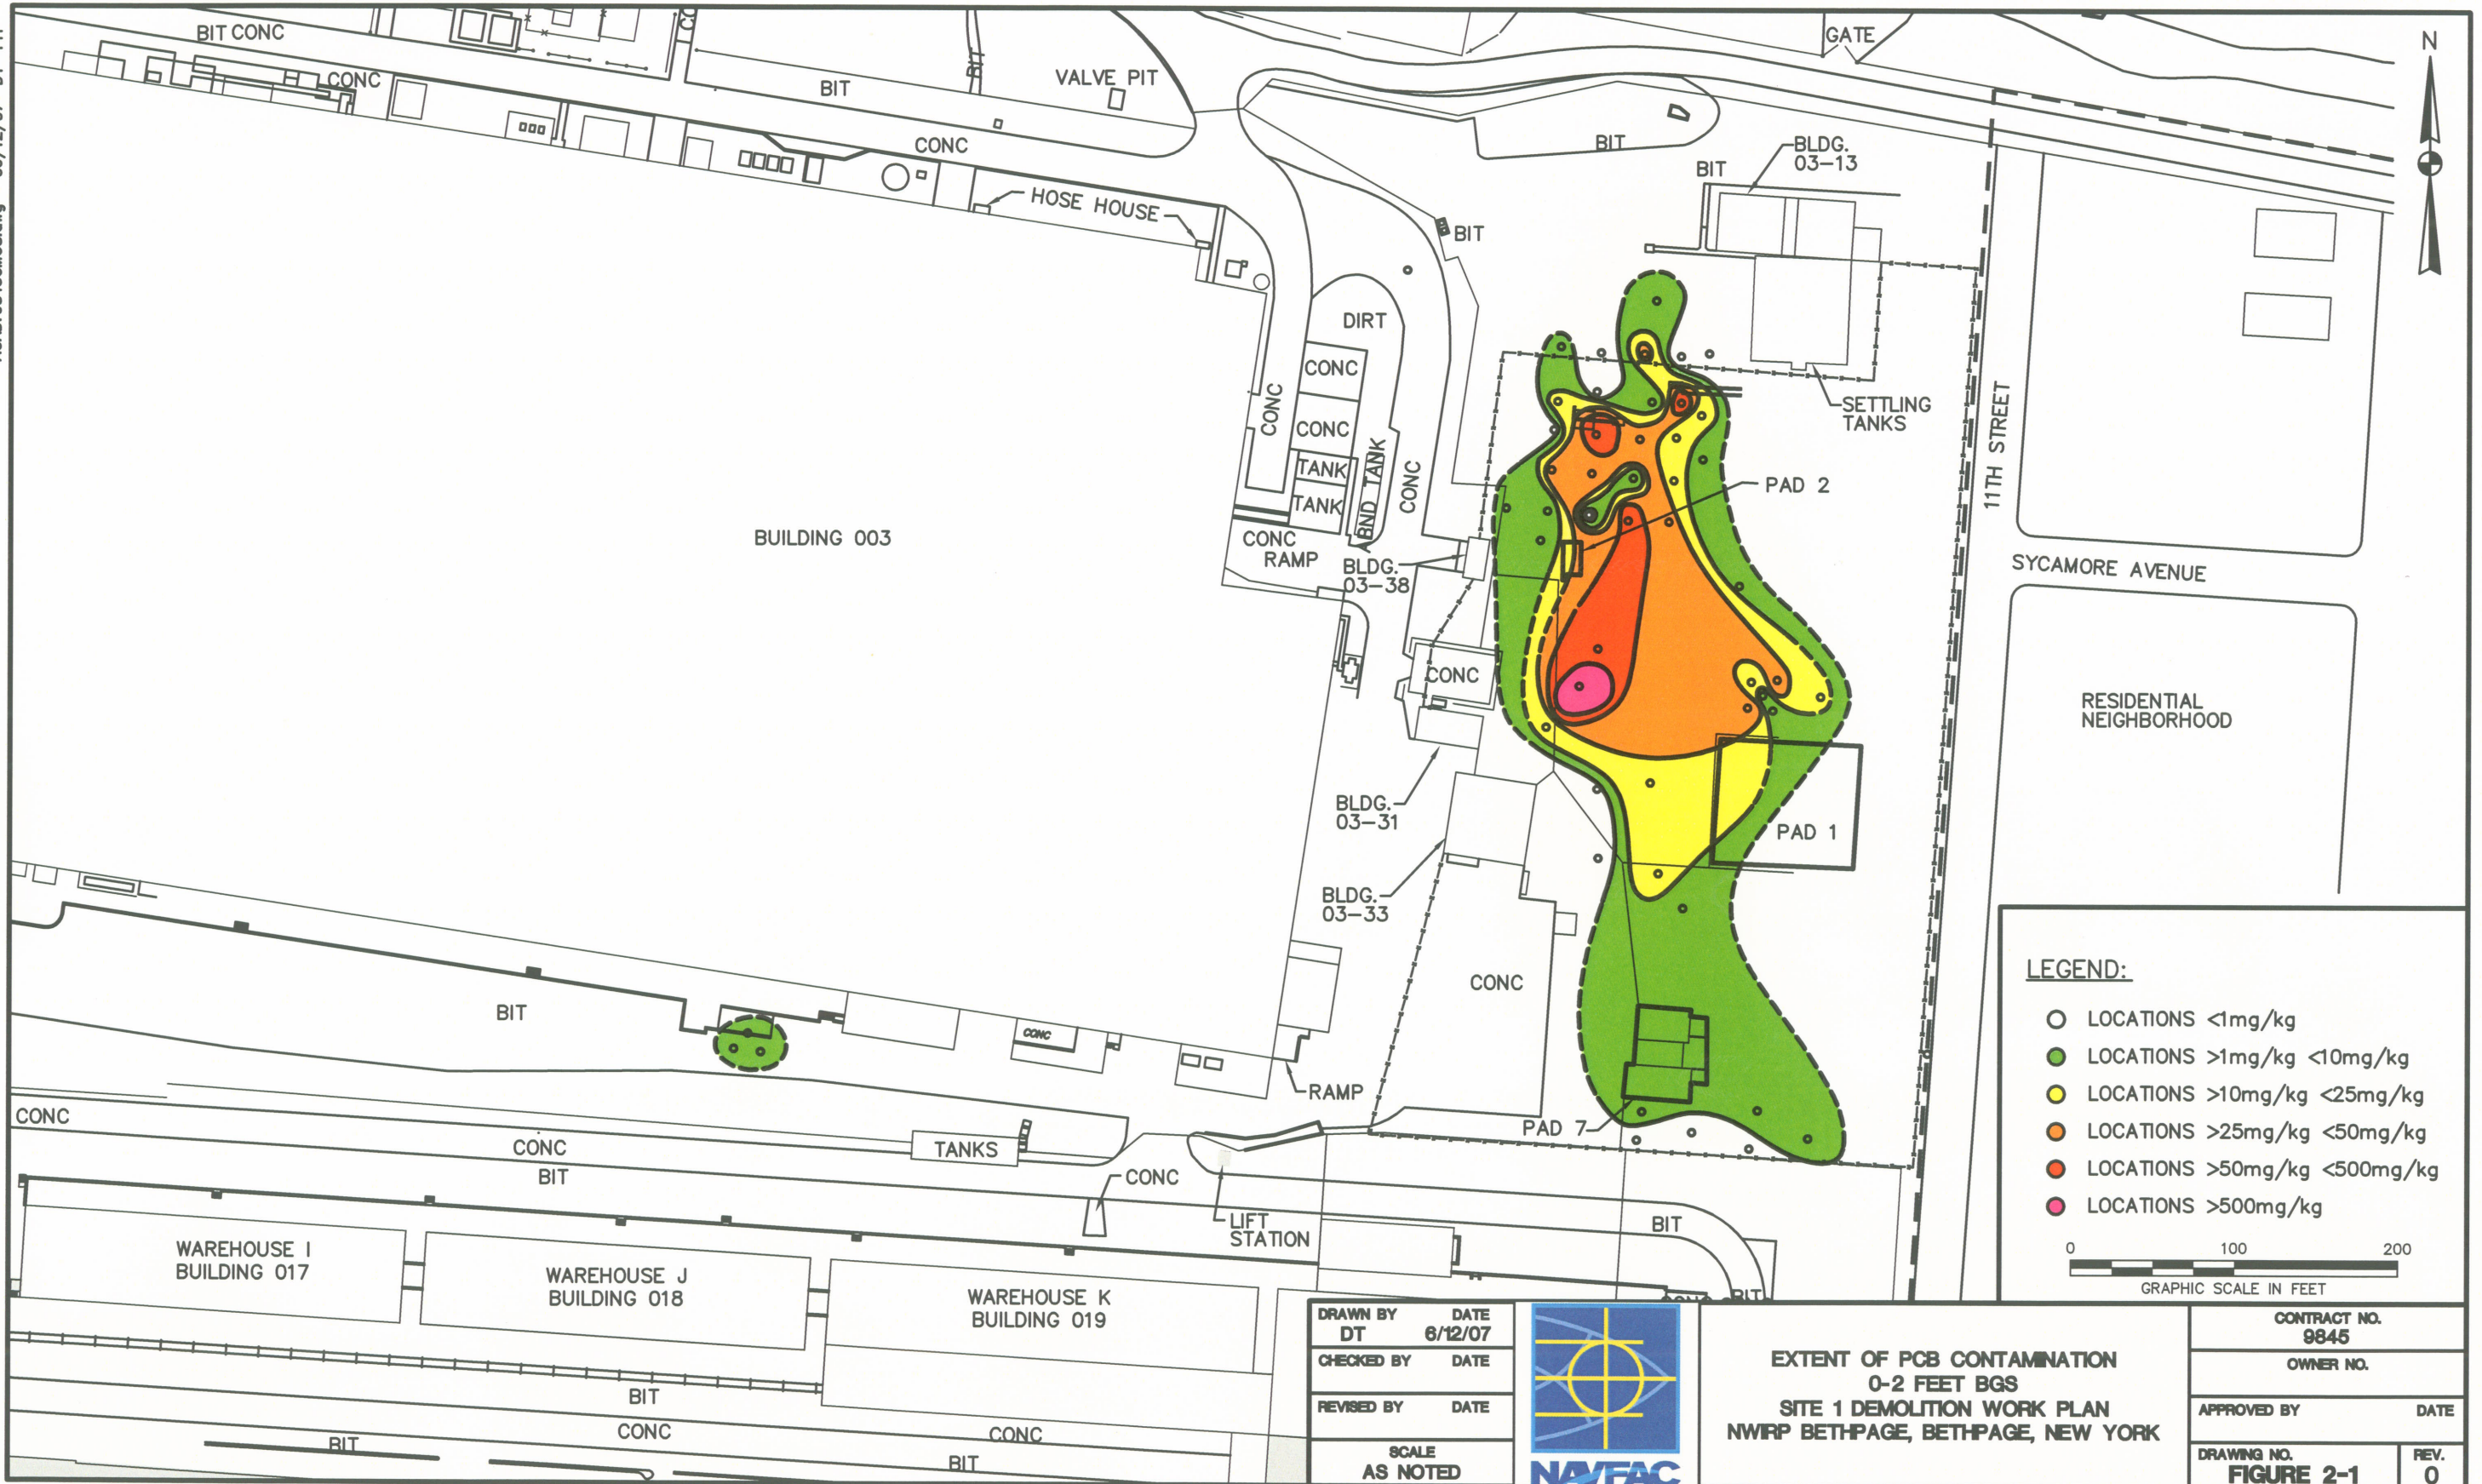 BIT CONC
CONC
CONC
BIT
BIT
VALVE PIT
GATE
N
CONC
BIT
BLDG.
03-13
BIT
HOSE HOUSE
BIT
DIRT
CONC
CONC
CONC
TANK
TANK
BND TANK
CONC
SETTLING
TANKS
11TH STREET
PAD 2
BUILDING 003
CONC
RAMP
BLDG.
03-38
SYCAMORE AVENUE
CONC
RESIDENTIAL
NEIGHBORHOOD
BLDG.
03-31
PAD 1
BLDG.
03-33
CONC
BIT
CONC
RAMP
PAD 7
CONC
CONC
TANKS
BIT
CONC
LIFT
STATION
BIT
BIT
WAREHOUSE I
BUILDING 017
WAREHOUSE J
BUILDING 018
WAREHOUSE K
BUILDING 019
BIT
CONC
CONC
BIT
BIT
LEGEND:
LOCATIONS <1mg/kg
LOCATIONS >1mg/kg <10mg/kg
LOCATIONS >10mg/kg <25mg/kg
LOCATIONS >25mg/kg <50mg/kg
LOCATIONS >50mg/kg <500mg/kg
LOCATIONS >500mg/kg
0 100 200
GRAPHIC SCALE IN FEET
DRAWN BY DATE
DT 6/12/07
CHECKED BY DATE
REVISED BY DATE
SCALE
AS NOTED
NAVFAC
EXTENT OF PCB CONTAMINATION
0-2 FEET BGS
SITE 1 DEMOLITION WORK PLAN
NWIRP BETHPAGE, BETHPAGE, NEW YORK
CONTRACT NO.
9845
OWNER NO.
APPROVED BY DATE
DRAWING NO.
FIGURE 2-1
REV.
0